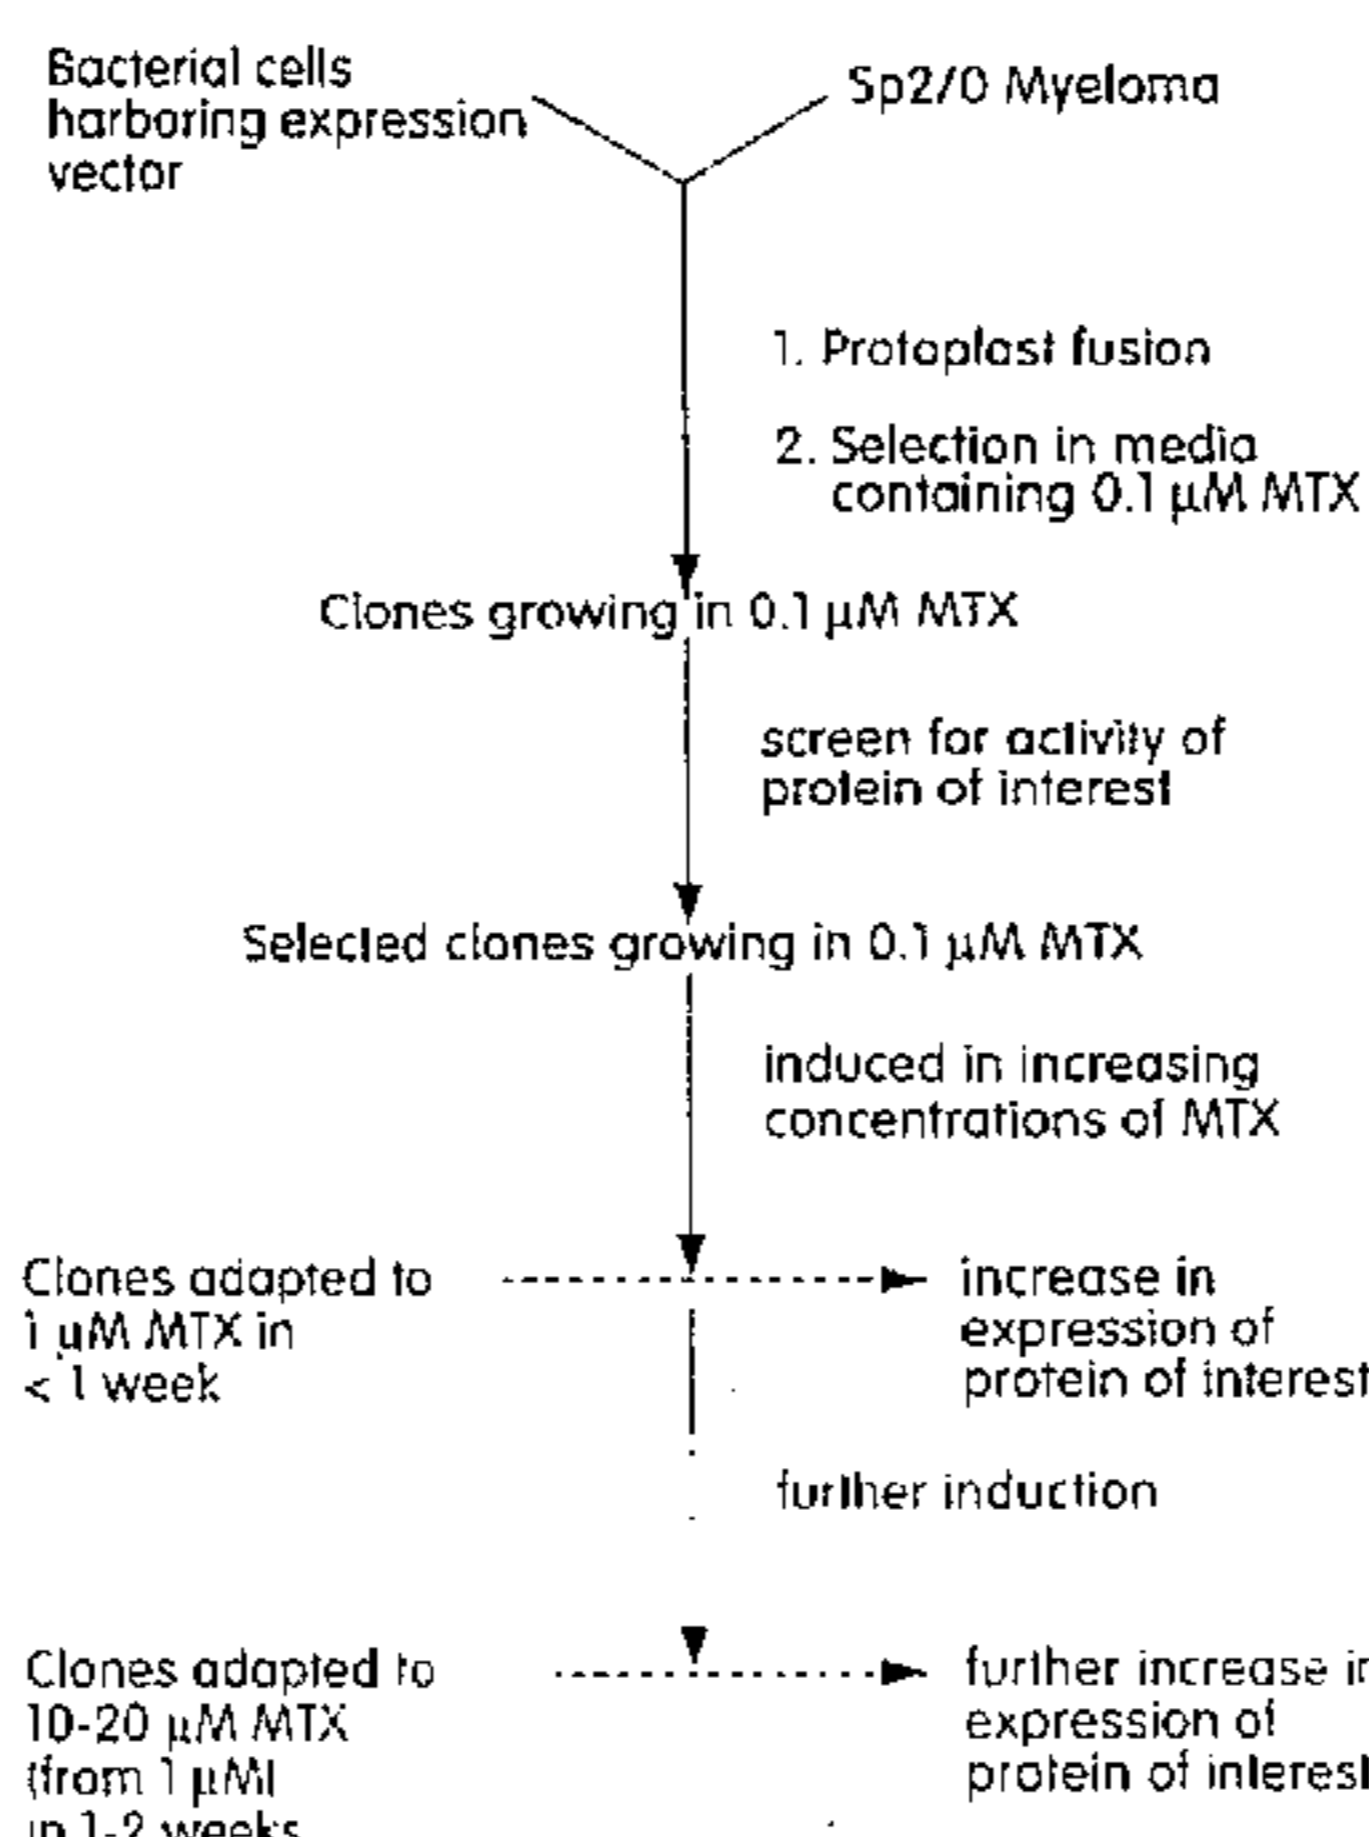 Bacterial cells
harboring expression
vector
Sp2/0 Myeloma
1. Protoplast fusion
2. Selection in media
containing 0.1 μM MTX
Clones growing in 0.1 μM MTX
screen for activity of
protein of interest
Selected clones growing in 0.1 μM MTX
induced in increasing
concentrations of MTX
Clones adapted to
1 μM MTX in
< 1 week
increase in
expression of
protein of interest
further induction
Clones adapted to
10-20 μM MTX
(from 1 μM)
in 1-2 weeks
further increase in
expression of
protein of interest